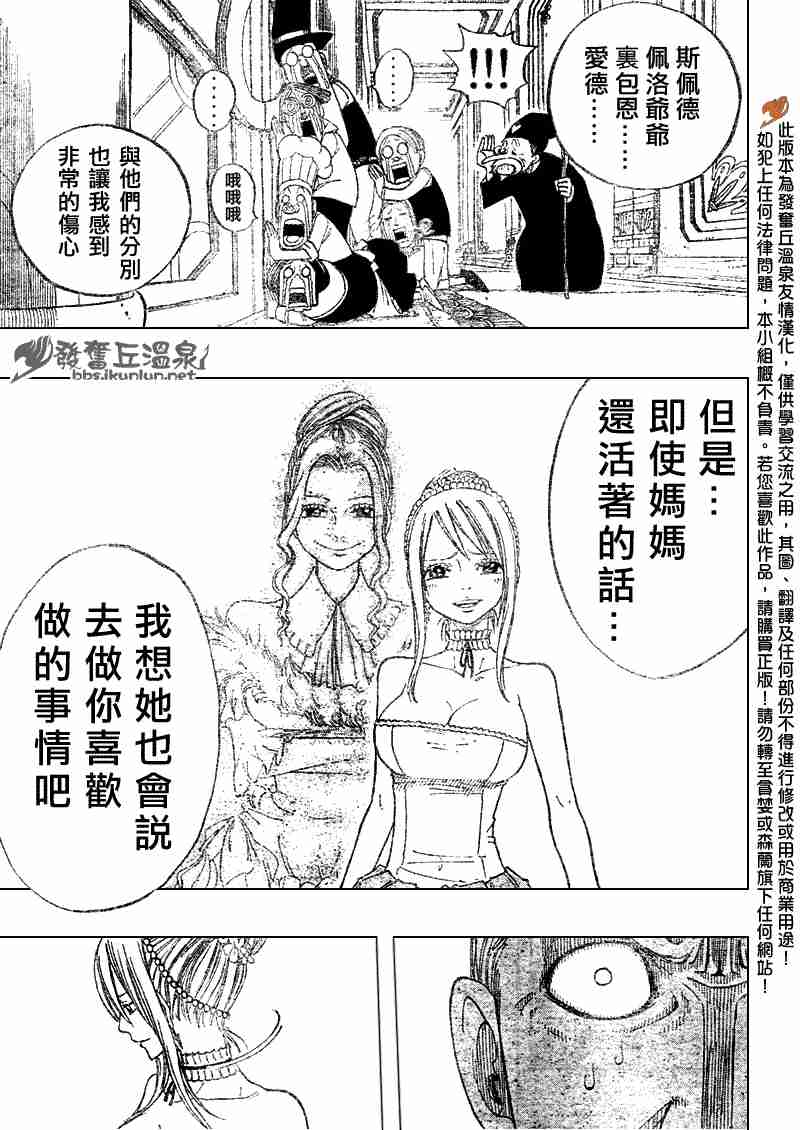 斯佩德
佩洛爺爺
裏包恩……
愛德……
!!!
……
……
哦哦哦
與他們的分別
也讓我感到
非常的傷心
發奮丘溫泉
bbs.ikunlun.net
但是…
即使媽媽
還活著的話…
我想她也會說
去做你喜歡
做的事情吧
此版本為發奮丘溫泉友情漢化，僅供學習交流之用，其圖、翻譯及任何部份不得進行修改或用於商業用途！
如犯上任何法律問題，本小組概不負責。若您喜歡此作品，請購買正版！請勿轉至貪婪或森蘭旗下任何網站！